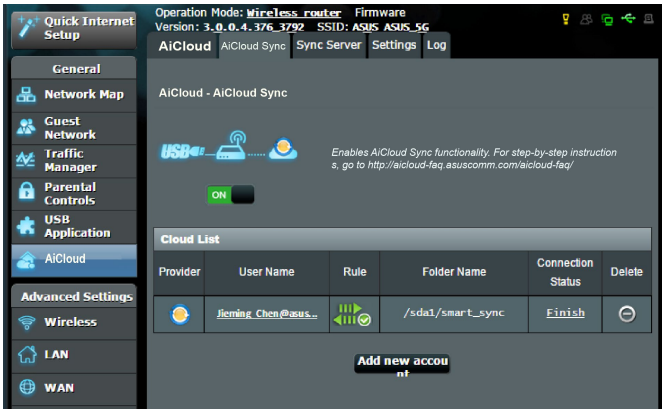 Quick Internet
Setup
Operation Mode: Wireless router Firmware
Version: 3.0.0.4.376_3792 SSID: ASUS ASUS_5G
AiCloud AiCloud Sync Sync Server Settings Log
General
Network Map
Guest
Network
Traffic
Manager
Parental
Controls
USB
Application
AiCloud
Advanced Settings
Wireless
LAN
WAN
AiCloud - AiCloud Sync
USB
Enables AiCloud Sync functionality. For step-by-step instruction
s, go to http://aicloud-faq.asuscomm.com/aicloud-faq/
ON
Cloud List
Provider User Name Rule Folder Name Connection Status Delete
Jieming_Chen@asus... /sda1/smart_sync Finish
Add new accou
nt